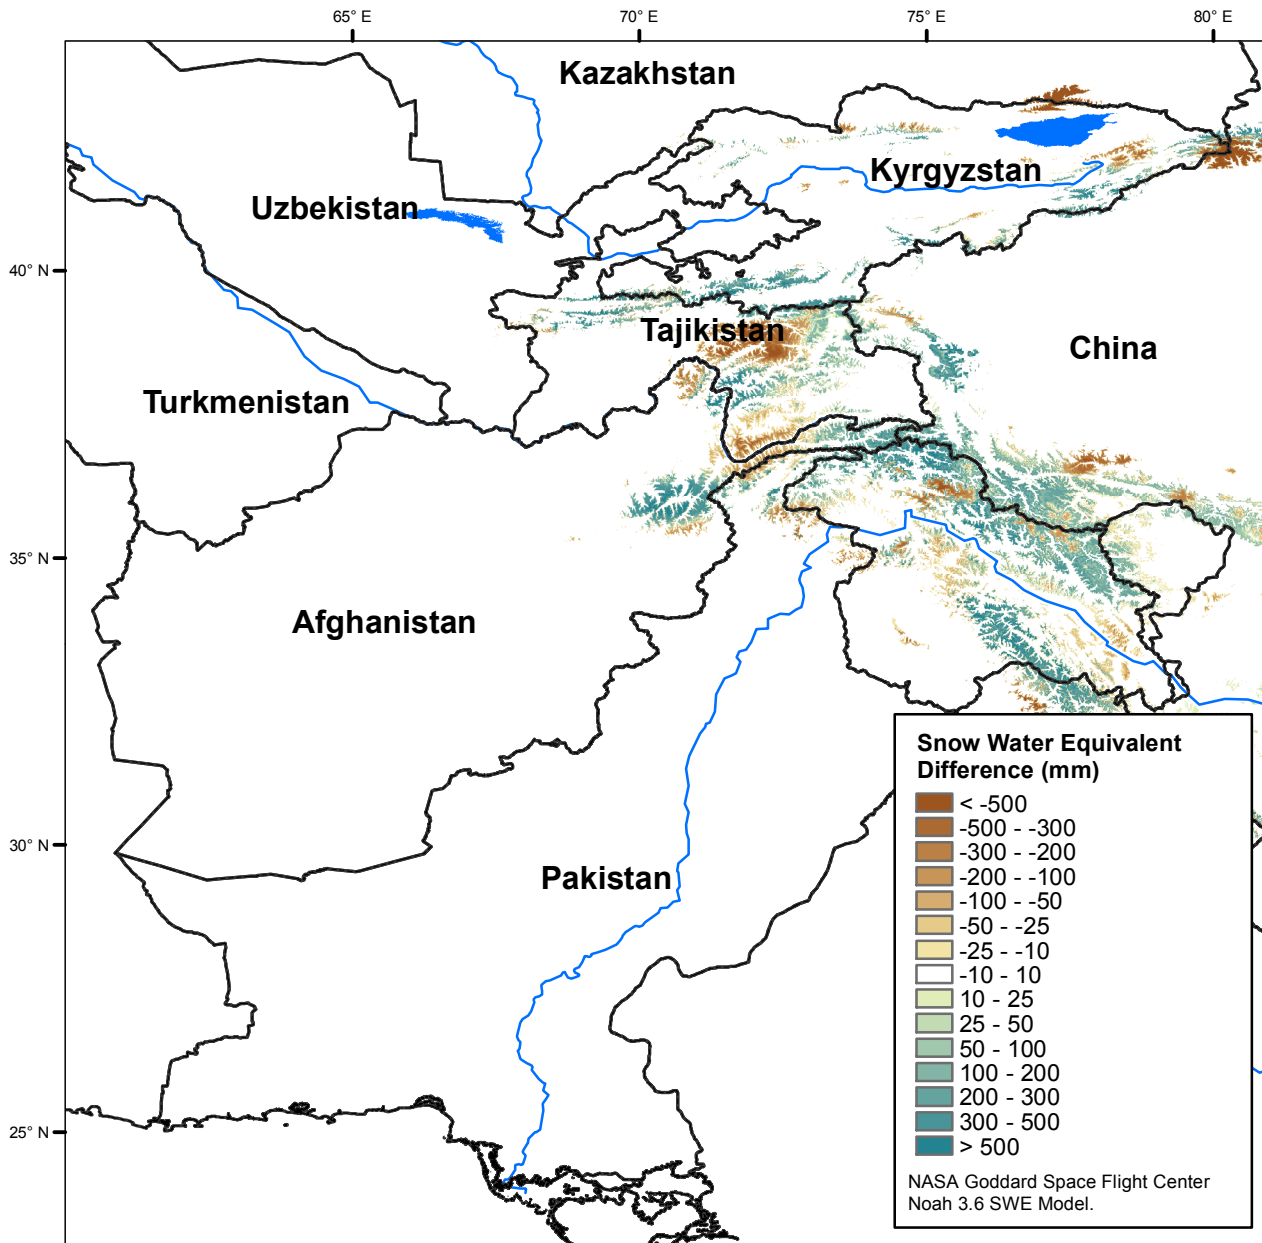 65° E
70° E
75° E
80° E
Kazakhstan
Kyrgyzstan
Uzbekistan
40° N
Tajikistan
China
Turkmenistan
35° N
Afghanistan
30° N
Pakistan
25° N
Snow Water Equivalent
Difference (mm)
< -500
-500 - -300
-300 - -200
-200 - -100
-100 - -50
-50 - -25
-25 - -10
-10 - 10
10 - 25
25 - 50
50 - 100
100 - 200
200 - 300
300 - 500
> 500
NASA Goddard Space Flight Center
Noah 3.6 SWE Model.